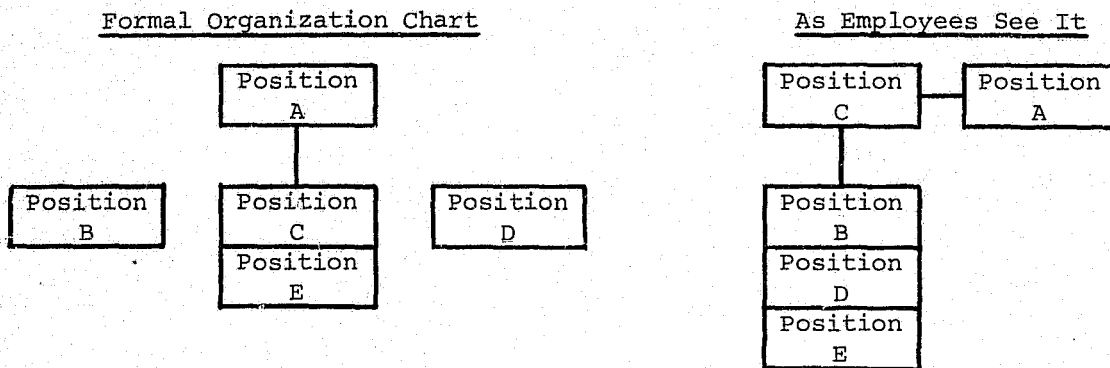 Formal Organization Chart
Position
A
Position
B
Position
C
Position
D
Position
E
As Employees See It
Position
C
Position
A
Position
B
Position
D
Position
E